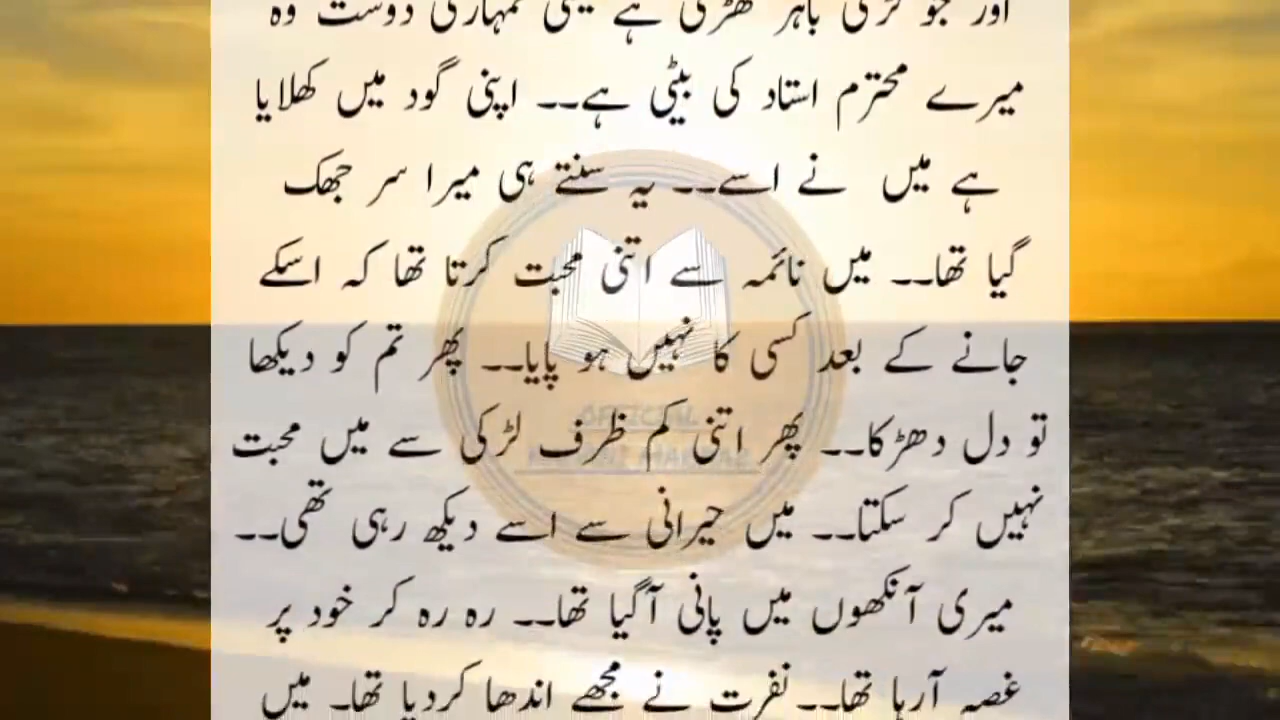 اور جو لڑکی باہر کھڑی ہے یعنی تمہاری دوست وہ
میرے محترم استاد کی بیٹی ہے۔۔ اپنی گود میں کھلایا
ہے میں نے اسے۔۔ یہ سنتے ہی میرا سر جھک
گیا تھا۔۔ میں نائمہ سے اتنی محبت کرتا تھا کہ اسکے
جانے کے بعد کسی کا نہیں ہو پایا۔۔ پھر تم کو دیکھا
تو دل دھڑکا۔۔ پھر اتنی کم ظرف لڑکی سے میں محبت
نہیں کر سکتا۔۔ میں حیرانی سے اسے دیکھ رہی تھی۔۔
میری آنکھوں میں پانی آگیا تھا۔۔ رہ رہ کر خود پر
غصہ آرہا تھا۔۔ نفرت نے مجھے اندھا کردیا تھا۔ میں
OFFICIAL